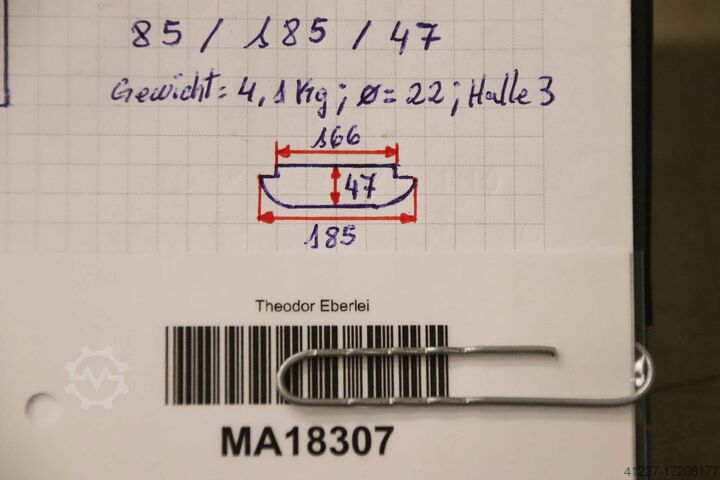 85 / 185 / 47
Gewicht = 4,1 Kg ; ø = 22 ; Halle 3
166
47
185
Theodor Eberlei
MA18307
41227-17208177